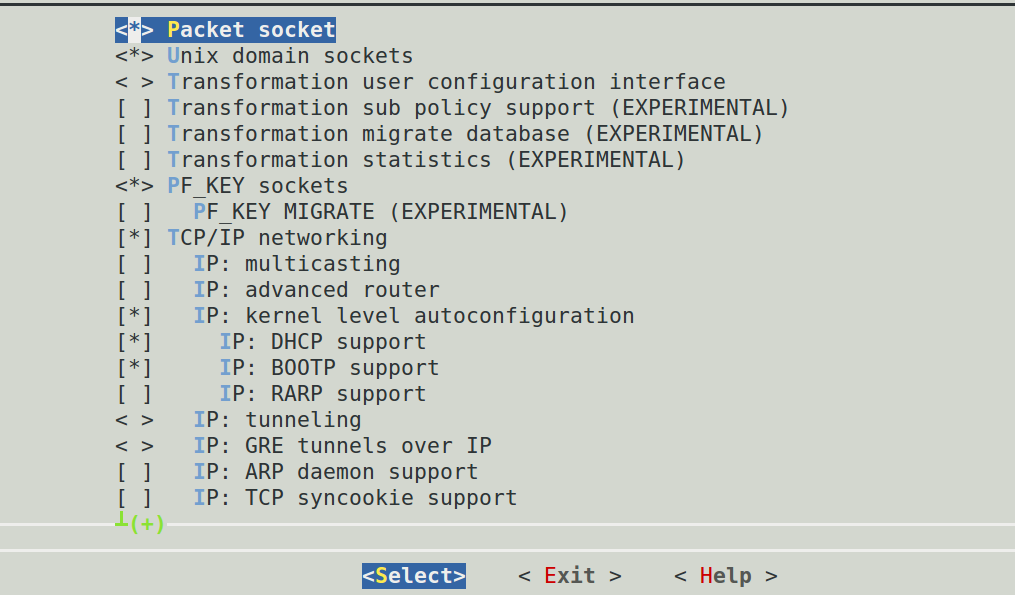 <*> Packet socket
<*> Unix domain sockets
< > Transformation user configuration interface
[ ] Transformation sub policy support (EXPERIMENTAL)
[ ] Transformation migrate database (EXPERIMENTAL)
[ ] Transformation statistics (EXPERIMENTAL)
<*> PF_KEY sockets
[ ]   PF_KEY MIGRATE (EXPERIMENTAL)
[*] TCP/IP networking
[ ]   IP: multicasting
[ ]   IP: advanced router
[*]   IP: kernel level autoconfiguration
[*]     IP: DHCP support
[*]     IP: BOOTP support
[ ]     IP: RARP support
< >   IP: tunneling
< >   IP: GRE tunnels over IP
[ ]   IP: ARP daemon support
[ ]   IP: TCP syncookie support
┴(+)
<Select>    < Exit >    < Help >